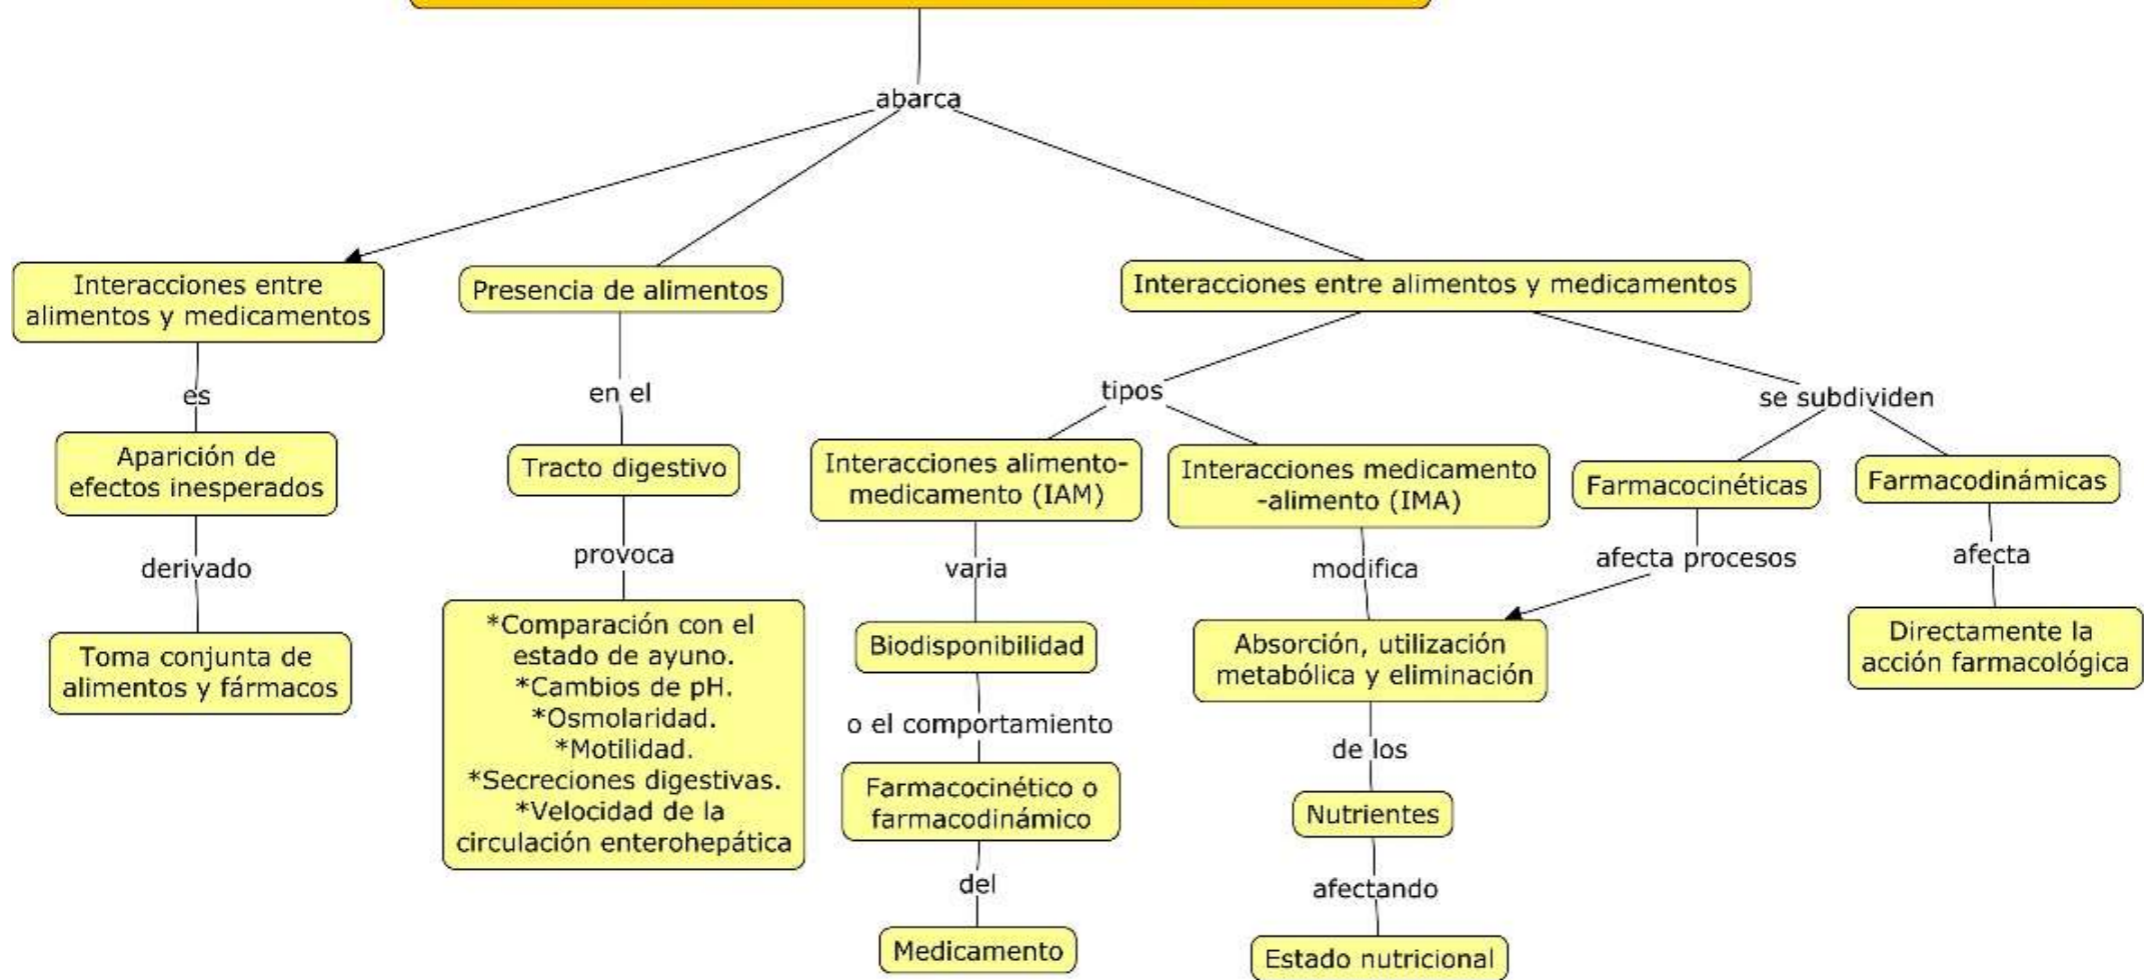 abarca
Interacciones entre
alimentos y medicamentos
es
Aparición de
efectos inesperados
derivado
Toma conjunta de
alimentos y fármacos
Presencia de alimentos
en el
Tracto digestivo
provoca
*Comparación con el
estado de ayuno.
*Cambios de pH.
*Osmolaridad.
*Motilidad.
*Secreciones digestivas.
*Velocidad de la
circulación enterohepática
Interacciones entre alimentos y medicamentos
tipos
Interacciones alimento-
medicamento (IAM)
varia
Biodisponibilidad
o el comportamiento
Farmacocinético o
farmacodinámico
del
Medicamento
Interacciones medicamento
-alimento (IMA)
modifica
Absorción, utilización
metabólica y eliminación
de los
Nutrientes
afectando
Estado nutricional
se subdividen
Farmacocinéticas
afecta procesos
Farmacodinámicas
afecta
Directamente la
acción farmacológica